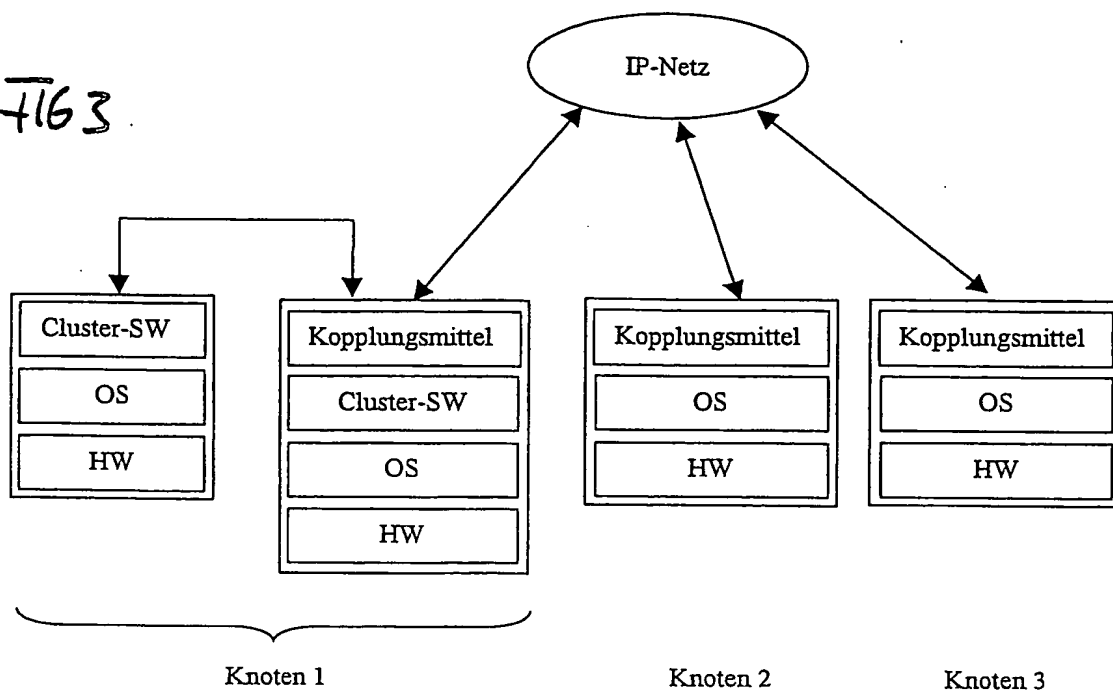 FIG 3
IP-Netz
Cluster-SW
OS
HW
Kopplungsmittel
Cluster-SW
OS
HW
Kopplungsmittel
OS
HW
Kopplungsmittel
OS
HW
Knoten 1
Knoten 2
Knoten 3